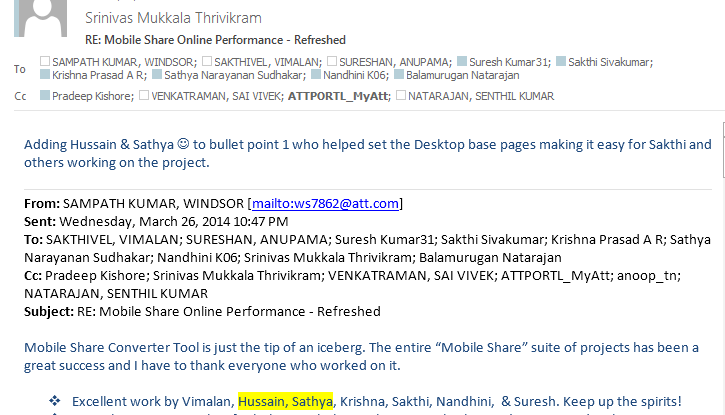 Srinivas Mukkala Thrivikram
RE: Mobile Share Online Performance - Refreshed
To SAMPATH KUMAR, WINDSOR; SAKTHIVEL, VIMALAN; SURESHAN, ANUPAMA; Suresh Kumar31; Sakthi Sivakumar;
Krishna Prasad A R; Sathya Narayanan Sudhakar; Nandhini K06; Balamurugan Natarajan
Cc Pradeep Kishore; VENKATRAMAN, SAI VIVEK; ATTPORTL_MyAtt; NATARAJAN, SENTHIL KUMAR
Adding Hussain & Sathya ☺ to bullet point 1 who helped set the Desktop base pages making it easy for Sakthi and
others working on the project.
From: SAMPATH KUMAR, WINDSOR [mailto:ws7862@att.com]
Sent: Wednesday, March 26, 2014 10:47 PM
To: SAKTHIVEL, VIMALAN; SURESHAN, ANUPAMA; Suresh Kumar31; Sakthi Sivakumar; Krishna Prasad A R; Sathya
Narayanan Sudhakar; Nandhini K06; Srinivas Mukkala Thrivikram; Balamurugan Natarajan
Cc: Pradeep Kishore; Srinivas Mukkala Thrivikram; VENKATRAMAN, SAI VIVEK; ATTPORTL_MyAtt; anoop_tn;
NATARAJAN, SENTHIL KUMAR
Subject: RE: Mobile Share Online Performance - Refreshed
Mobile Share Converter Tool is just the tip of an iceberg. The entire “Mobile Share” suite of projects has been a
great success and I have to thank everyone who worked on it.
❖ Excellent work by Vimalan, Hussain, Sathya, Krishna, Sakthi, Nandhini, & Suresh. Keep up the spirits!